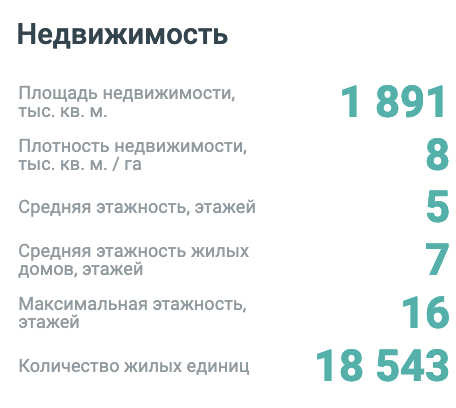 Недвижимость
Площадь недвижимости,
тыс. кв. м.
1 891
Плотность недвижимости,
тыс. кв. м. / га
8
Средняя этажность, этажей
5
Средняя этажность жилых
домов, этажей
7
Максимальная этажность,
этажей
16
Количество жилых единиц
18 543